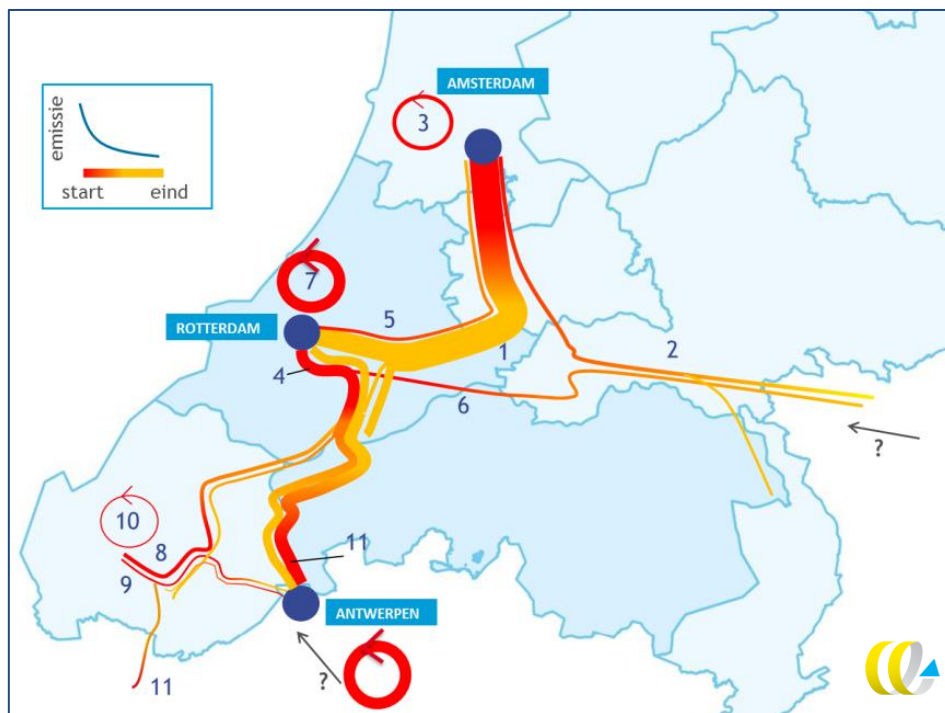 AMSTERDAM
3
emissie
start
eind
7
ROTTERDAM
5
1
2
4
6
?
10
8
11
9
ANTWERPEN
?
11